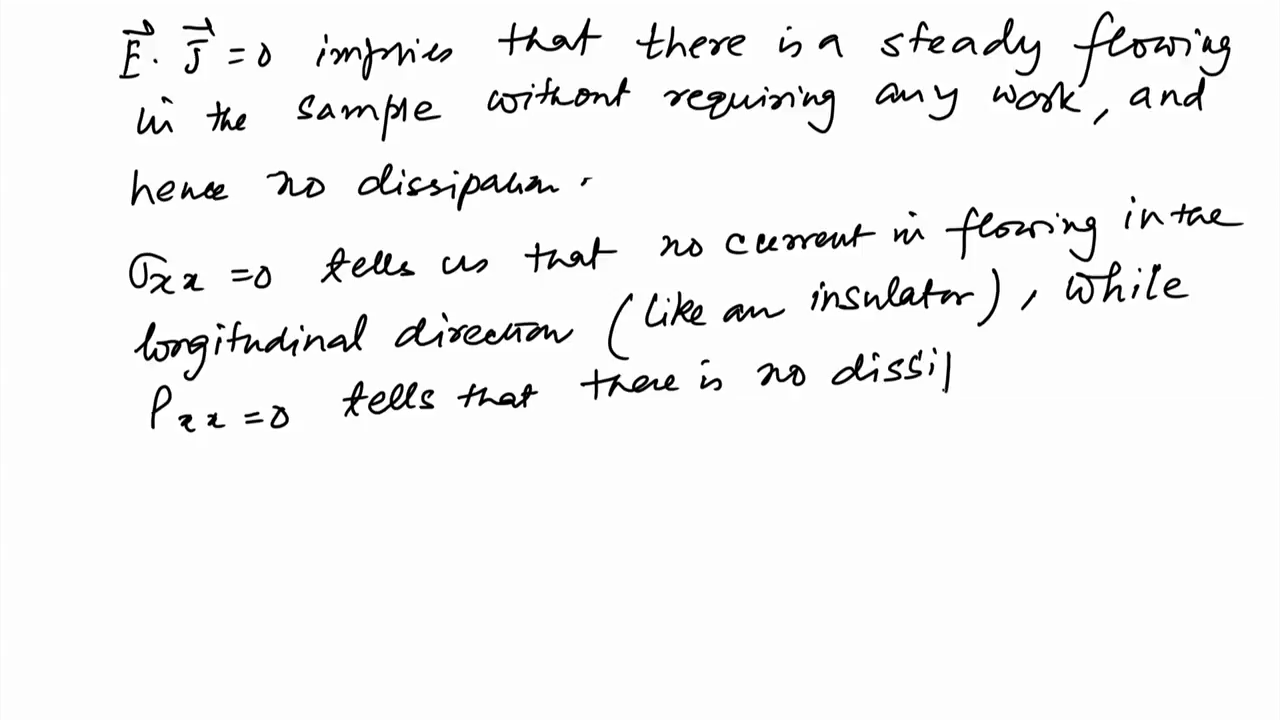 E⃗ · J⃗ = 0 implies that there is a steady flowing
in the sample without requiring any work, and
hence no dissipation.
σxx = 0 tells us that no current in flowing in the
longitudinal direction (like an insulator), while
ρxx = 0 tells that there is no dissip